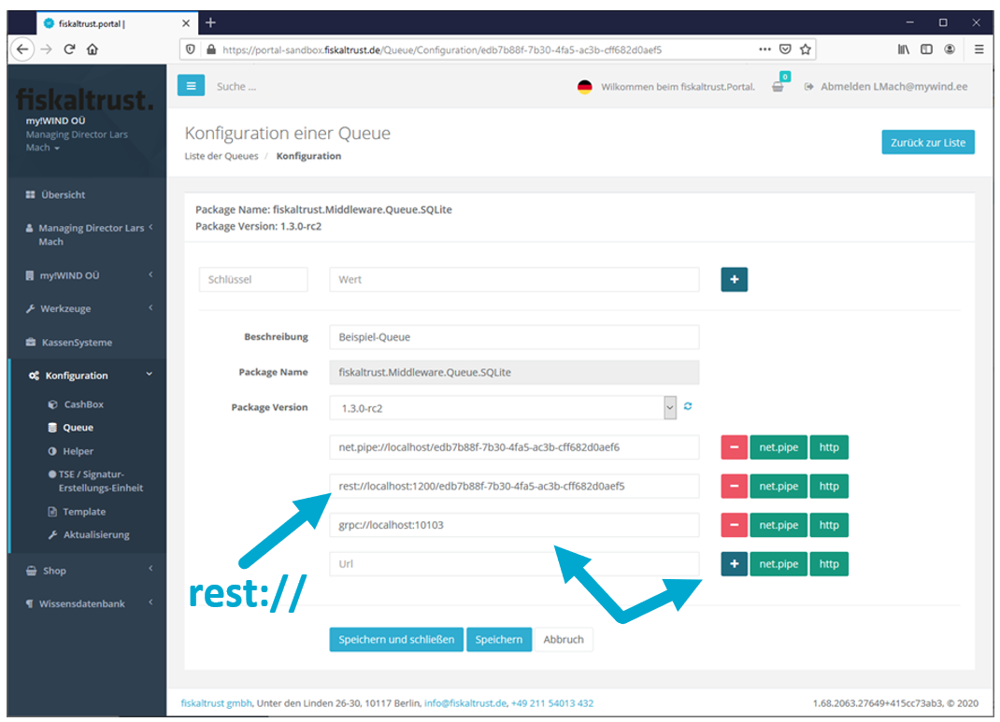 fiskaltrust.portal |
https://portal-sandbox.fiskaltrust.de/Queue/Configuration/edb7b88f-7b30-4fa5-ac3b-cff682d0aef5
fiskaltrust.
my!WIND OÜ
Managing Director Lars
Mach
Suche ...
Wilkommen beim fiskaltrust.Portal.
0
Abmelden LMach@mywind.ee
Konfiguration einer Queue
Liste der Queues / Konfiguration
Zurück zur Liste
Übersicht
Managing Director Lars
Mach
my!WIND OÜ
Werkzeuge
KassenSysteme
Konfiguration
CashBox
Queue
Helper
TSE / Signatur-
Erstellungs-Einheit
Template
Aktualisierung
Shop
Wissensdatenbank
Package Name: fiskaltrust.Middleware.Queue.SQLite
Package Version: 1.3.0-rc2
Schlüssel Wert +
Beschreibung Beispiel-Queue
Package Name fiskaltrust.Middleware.Queue.SQLite
Package Version 1.3.0-rc2
net.pipe://localhost/edb7b88f-7b30-4fa5-ac3b-cff682d0aef6 − net.pipe http
rest://localhost:1200/edb7b88f-7b30-4fa5-ac3b-cff682d0aef5 − net.pipe http
grpc://localhost:10103 − net.pipe http
Url + net.pipe http
rest://
Speichern und schließen Speichern Abbruch
fiskaltrust gmbh, Unter den Linden 26-30, 10117 Berlin, info@fiskaltrust.de, +49 211 54013 432
1.68.2063.27649+415cc73ab3, © 2020